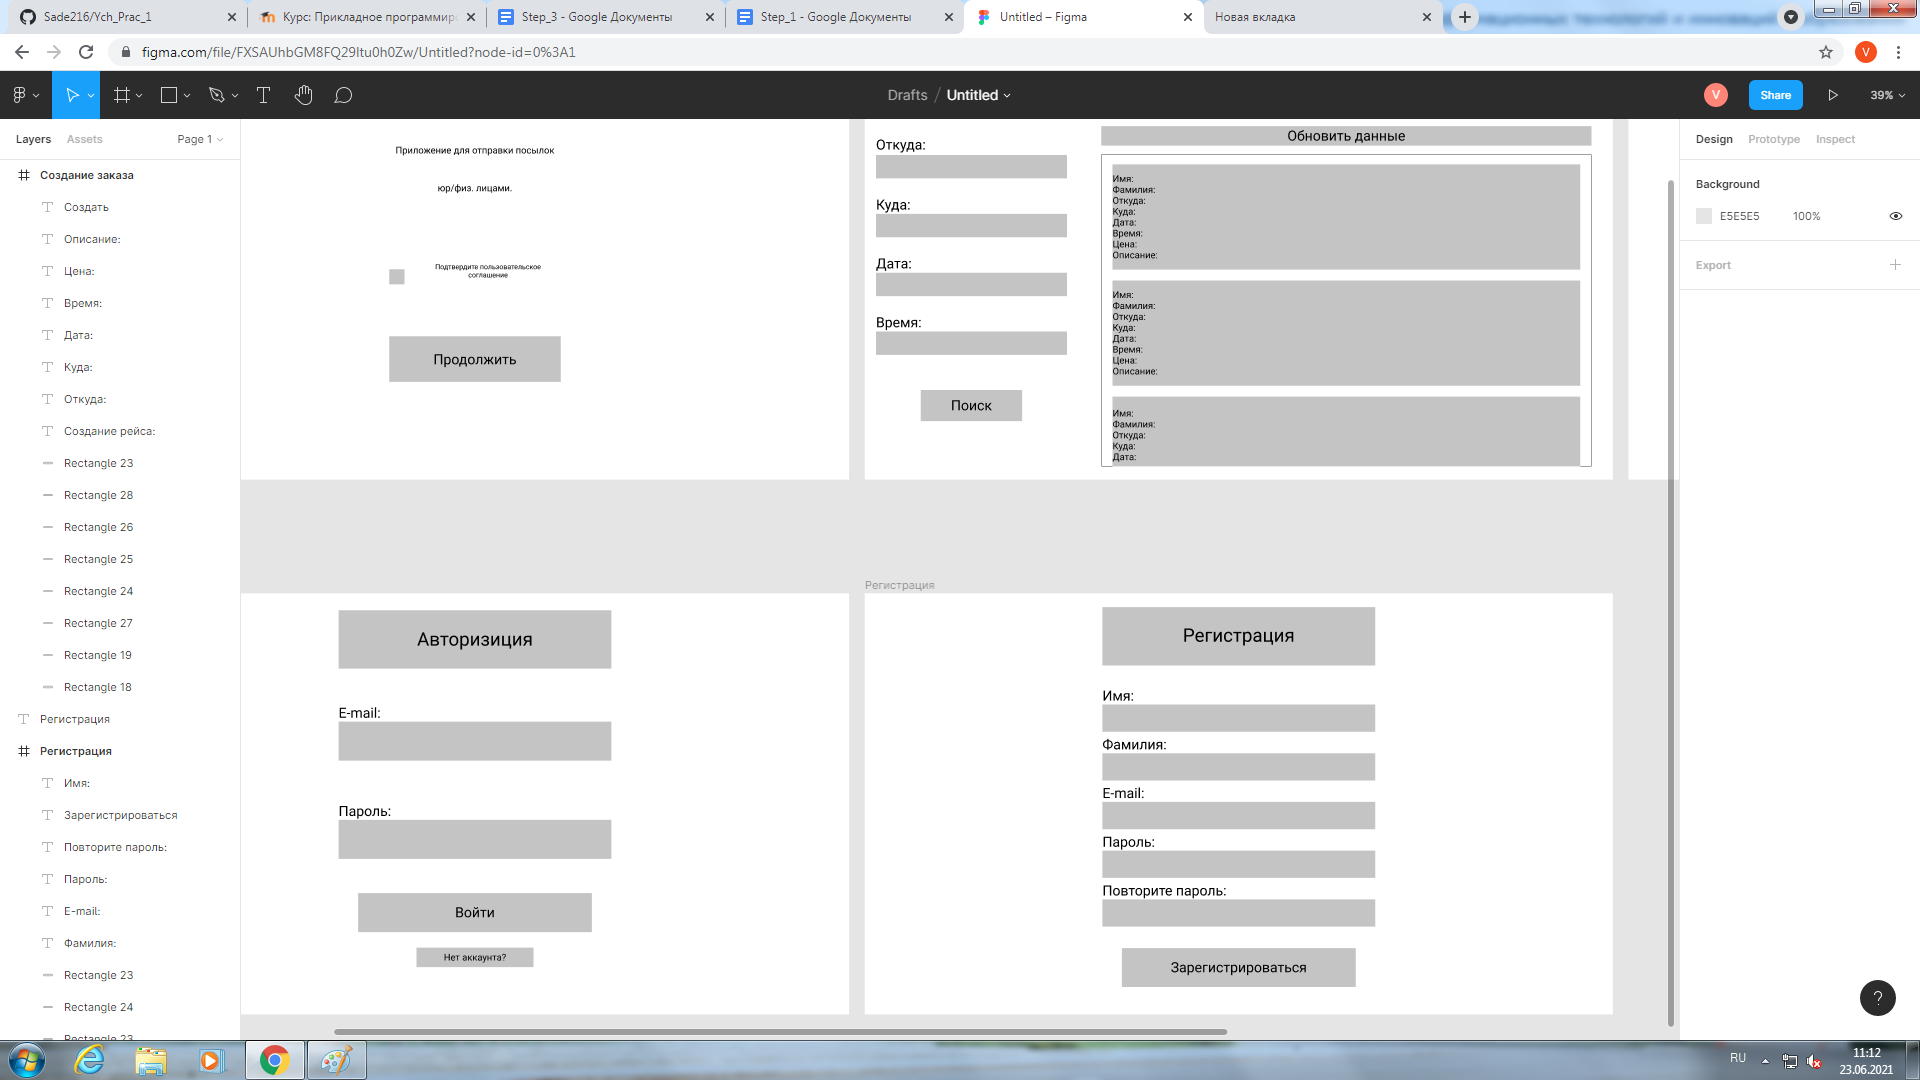 Sade216/Ych_Prac_1
Курс: Прикладное программир
Step_3 - Google Документы
Step_1 - Google Документы
Untitled – Figma
Новая вкладка
figma.com/file/FXSAUhbGM8FQ29Itu0h0Zw/Untitled?node-id=0%3A1
V
Drafts / Untitled
V
Share
39%
Layers
Assets
Page 1
Создание заказа
Создать
Описание:
Цена:
Время:
Дата:
Куда:
Откуда:
Создание рейса:
Rectangle 23
Rectangle 28
Rectangle 26
Rectangle 25
Rectangle 24
Rectangle 27
Rectangle 19
Rectangle 18
Регистрация
Регистрация
Имя:
Зарегистрироваться
Повторите пароль:
Пароль:
E-mail:
Фамилия:
Rectangle 23
Rectangle 24
Rectangle 23
Приложение для отправки посылок
юр/физ. лицами.
Подтвердите пользовательское
соглашение
Продолжить
Откуда:
Куда:
Дата:
Время:
Поиск
Обновить данные
Имя:
Фамилия:
Откуда:
Куда:
Дата:
Время:
Цена:
Описание:
Имя:
Фамилия:
Откуда:
Куда:
Дата:
Время:
Цена:
Описание:
Имя:
Фамилия:
Откуда:
Куда:
Дата:
Авторизиция
E-mail:
Пароль:
Войти
Нет аккаунта?
Регистрация
Регистрация
Имя:
Фамилия:
E-mail:
Пароль:
Повторите пароль:
Зарегистрироваться
Design
Prototype
Inspect
Background
E5E5E5
100%
Export
?
RU
11:12
23.06.2021